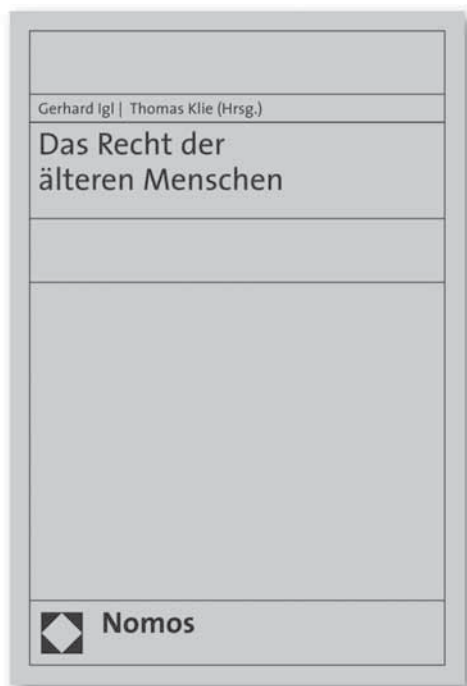 Gerhard Igl | Thomas Klie (Hrsg.)
Das Recht der
älteren Menschen
Nomos